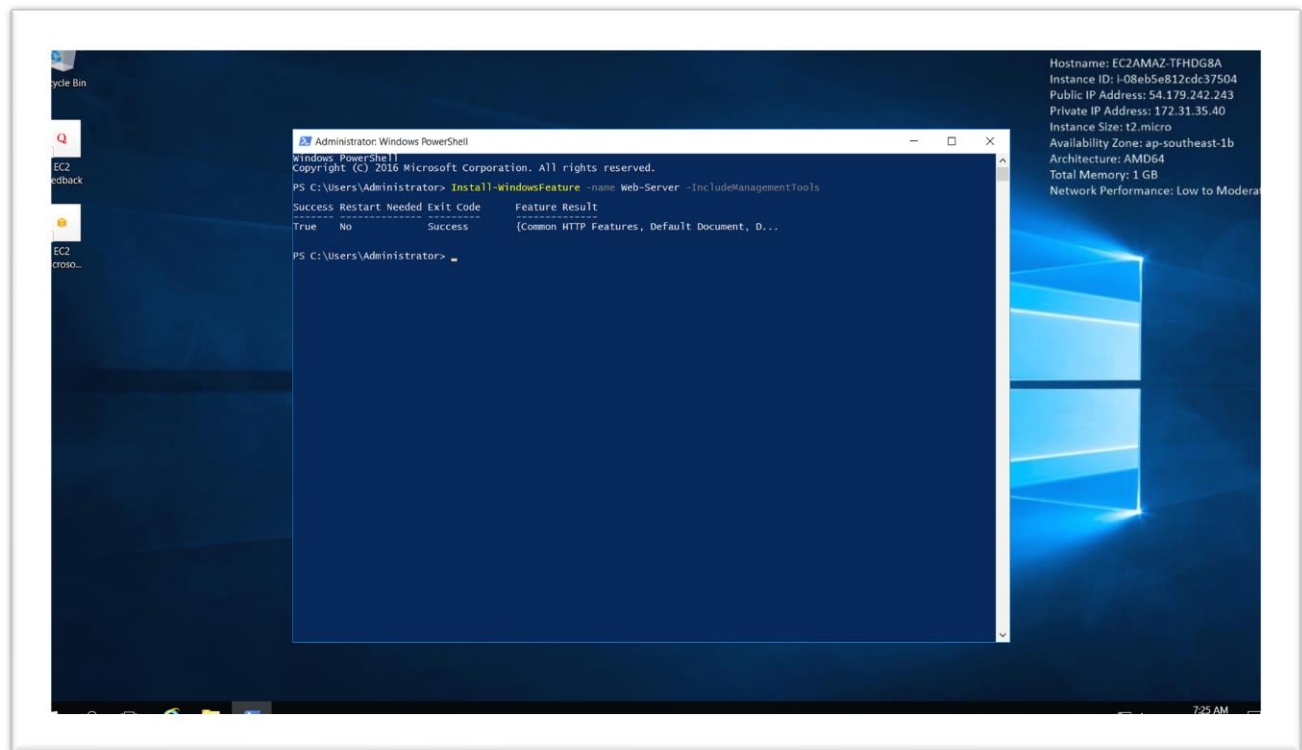 ycle Bin
Q
EC2
edback
EC2
croso...
Hostname: EC2AMAZ-TFHDG8A
Instance ID: i-08eb5e812cdc37504
Public IP Address: 54.179.242.243
Private IP Address: 172.31.35.40
Instance Size: t2.micro
Availability Zone: ap-southeast-1b
Architecture: AMD64
Total Memory: 1 GB
Network Performance: Low to Moderat
Administrator: Windows PowerShell
Windows PowerShell
Copyright (C) 2016 Microsoft Corporation. All rights reserved.
PS C:\Users\Administrator> Install-WindowsFeature -name Web-Server -IncludeManagementTools
Success Restart Needed Exit Code Feature Result
------- -------------- --------- --------------
True No Success {Common HTTP Features, Default Document, D...
PS C:\Users\Administrator> _
7:25 AM